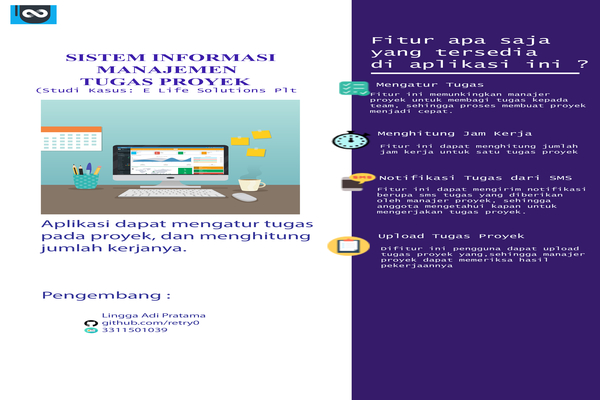 SISTEM INFORMASI
MANAJEMEN
TUGAS PROYEK
(Studi Kasus: E Life Solutions Plt
Aplikasi dapat mengatur tugas
pada proyek, dan menghitung
jumlah kerjanya.
Pengembang :
Lingga Adi Pratama
github.com/retry0
3311501039
Fitur apa saja
yang tersedia
di aplikasi ini ?
Mengatur Tugas
Fitur ini memunkingkan manajer
proyek untuk membagi tugas kepada
team, sehingga proses membuat proyek
menjadi cepat.
Menghitung Jam Kerja
Fitur ini dapat menghitung jumlah
jam kerja untuk satu tugas proyek
SMS
Notifikasi Tugas dari SMS
Fitur ini dapat mengirim notifikasi
berupa sms tugas yang diberikan
oleh manajer proyek, sehingga
anggota mengetahui kapan untuk
mengerjakan tugas proyek.
Upload Tugas Proyek
Difitur ini pengguna dapat upload
tugas proyek yang,sehingga manajer
proyek dapat memeriksa hasil
pekerjaannya